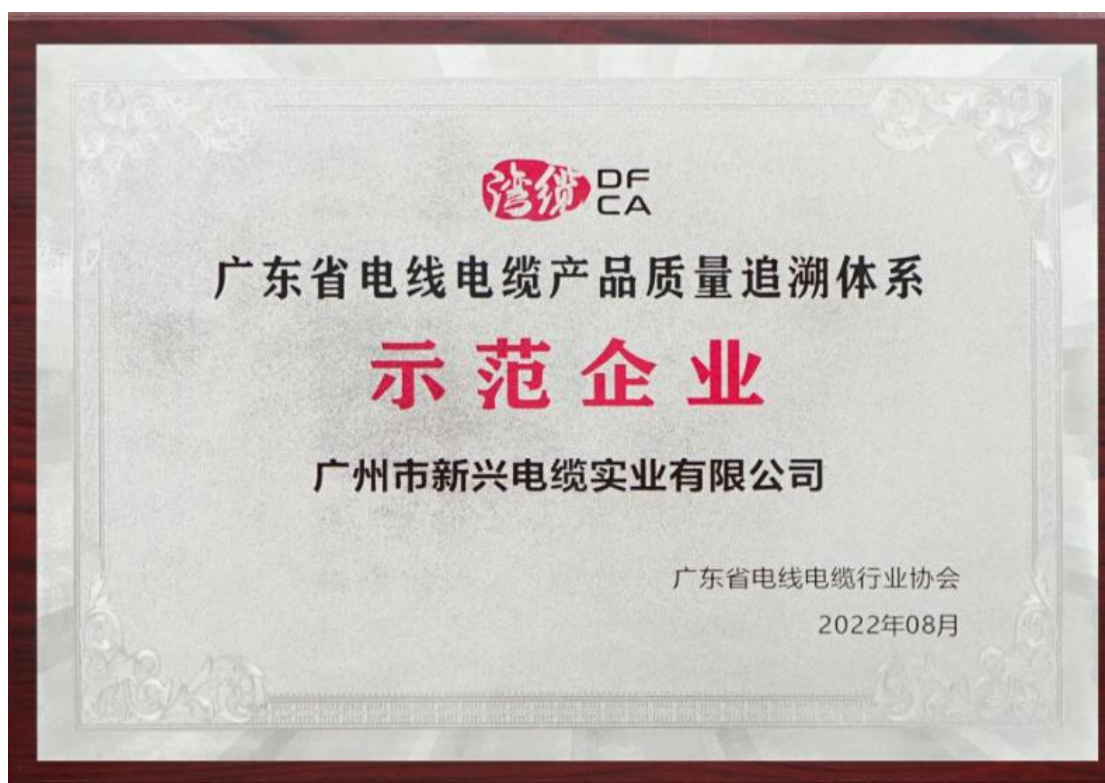 湾缆 DF
CA
广东省电线电缆产品质量追溯体系
示范企业
广州市新兴电缆实业有限公司
广东省电线电缆行业协会
2022年08月